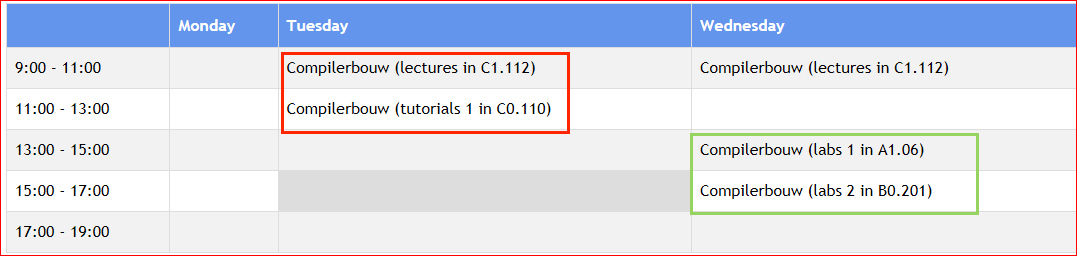 Monday Tuesday Wednesday
9:00 - 11:00 Compilerbouw (lectures in C1.112) Compilerbouw (lectures in C1.112)
11:00 - 13:00 Compilerbouw (tutorials 1 in C0.110)
13:00 - 15:00 Compilerbouw (labs 1 in A1.06)
15:00 - 17:00 Compilerbouw (labs 2 in B0.201)
17:00 - 19:00